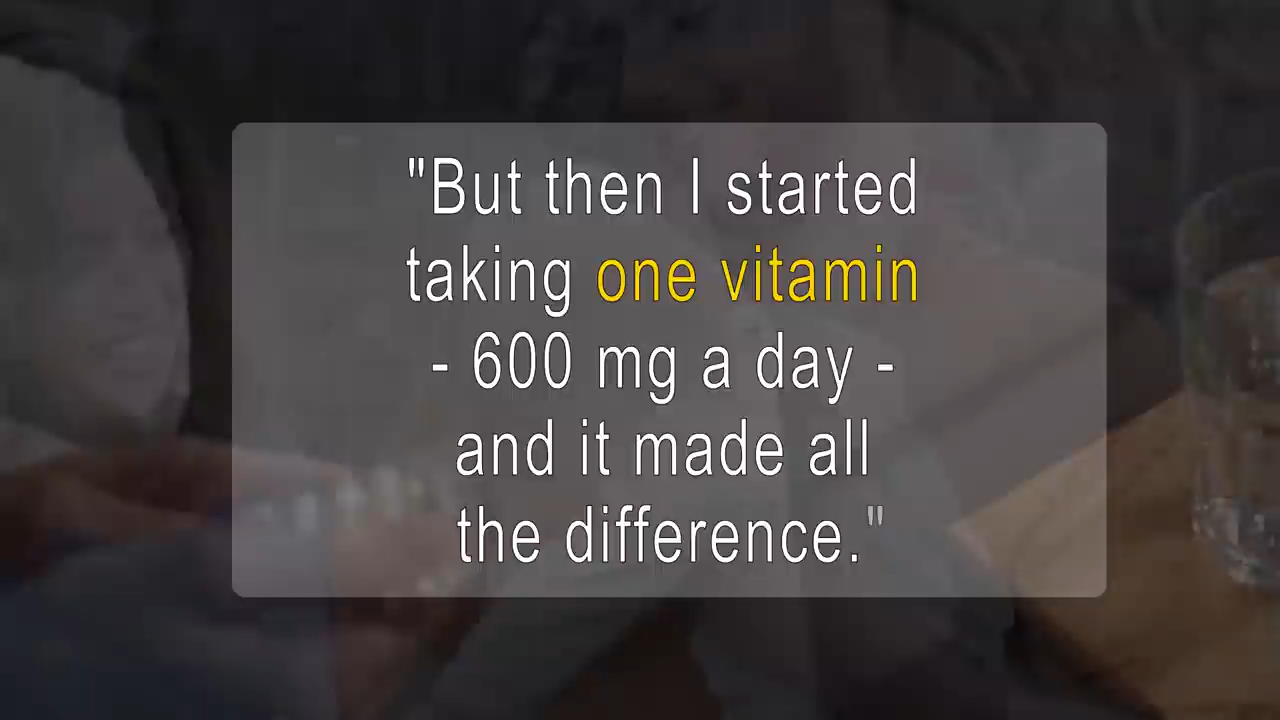 "But then I started
taking one vitamin
- 600 mg a day -
and it made all
the difference."